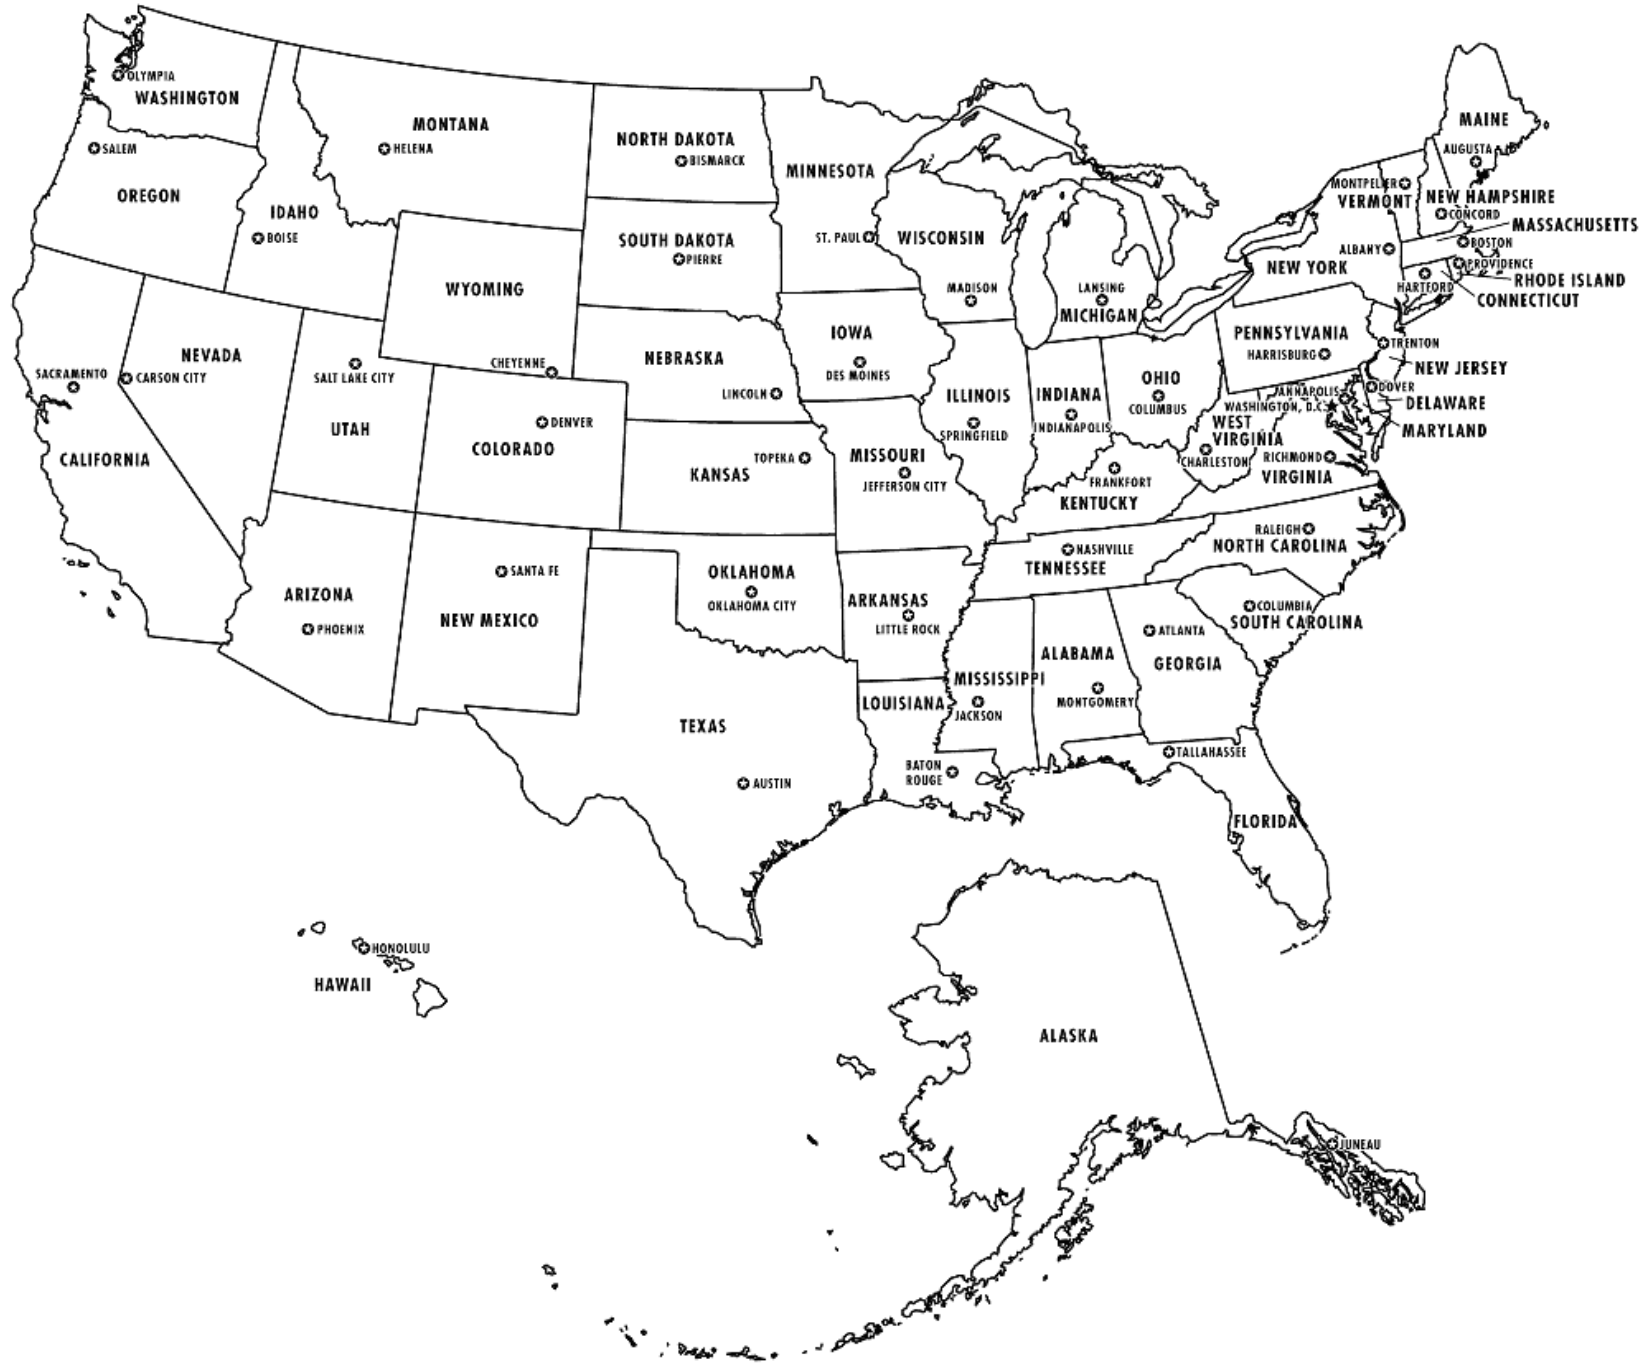 OLYMPIA
WASHINGTON
SALEM
OREGON
IDAHO
BOISE
MONTANA
HELENA
WYOMING
CHEYENNE
NORTH DAKOTA
BISMARCK
SOUTH DAKOTA
PIERRE
NEBRASKA
LINCOLN
MINNESOTA
ST. PAUL
WISCONSIN
MADISON
IOWA
DES MOINES
LANSING
MICHIGAN
MAINE
AUGUSTA
MONTPELIER
VERMONT
NEW HAMPSHIRE
CONCORD
MASSACHUSETTS
BOSTON
ALBANY
NEW YORK
PROVIDENCE
HARTFORD
RHODE ISLAND
CONNECTICUT
PENNSYLVANIA
HARRISBURG
TRENTON
NEW JERSEY
DOVER
DELAWARE
ANNAPOLIS
WASHINGTON, D.C.
MARYLAND
SACRAMENTO
CALIFORNIA
NEVADA
CARSON CITY
SALT LAKE CITY
UTAH
DENVER
COLORADO
TOPEKA
KANSAS
MISSOURI
JEFFERSON CITY
ILLINOIS
SPRINGFIELD
INDIANA
INDIANAPOLIS
OHIO
COLUMBUS
WEST
VIRGINIA
CHARLESTON
RICHMOND
VIRGINIA
FRANKFORT
KENTUCKY
ARIZONA
PHOENIX
SANTA FE
NEW MEXICO
OKLAHOMA
OKLAHOMA CITY
ARKANSAS
LITTLE ROCK
NASHVILLE
TENNESSEE
RALEIGH
NORTH CAROLINA
COLUMBIA
SOUTH CAROLINA
ATLANTA
GEORGIA
ALABAMA
MONTGOMERY
MISSISSIPPI
JACKSON
LOUISIANA
BATON
ROUGE
TEXAS
AUSTIN
TALLAHASSEE
FLORIDA
HONOLULU
HAWAII
ALASKA
JUNEAU